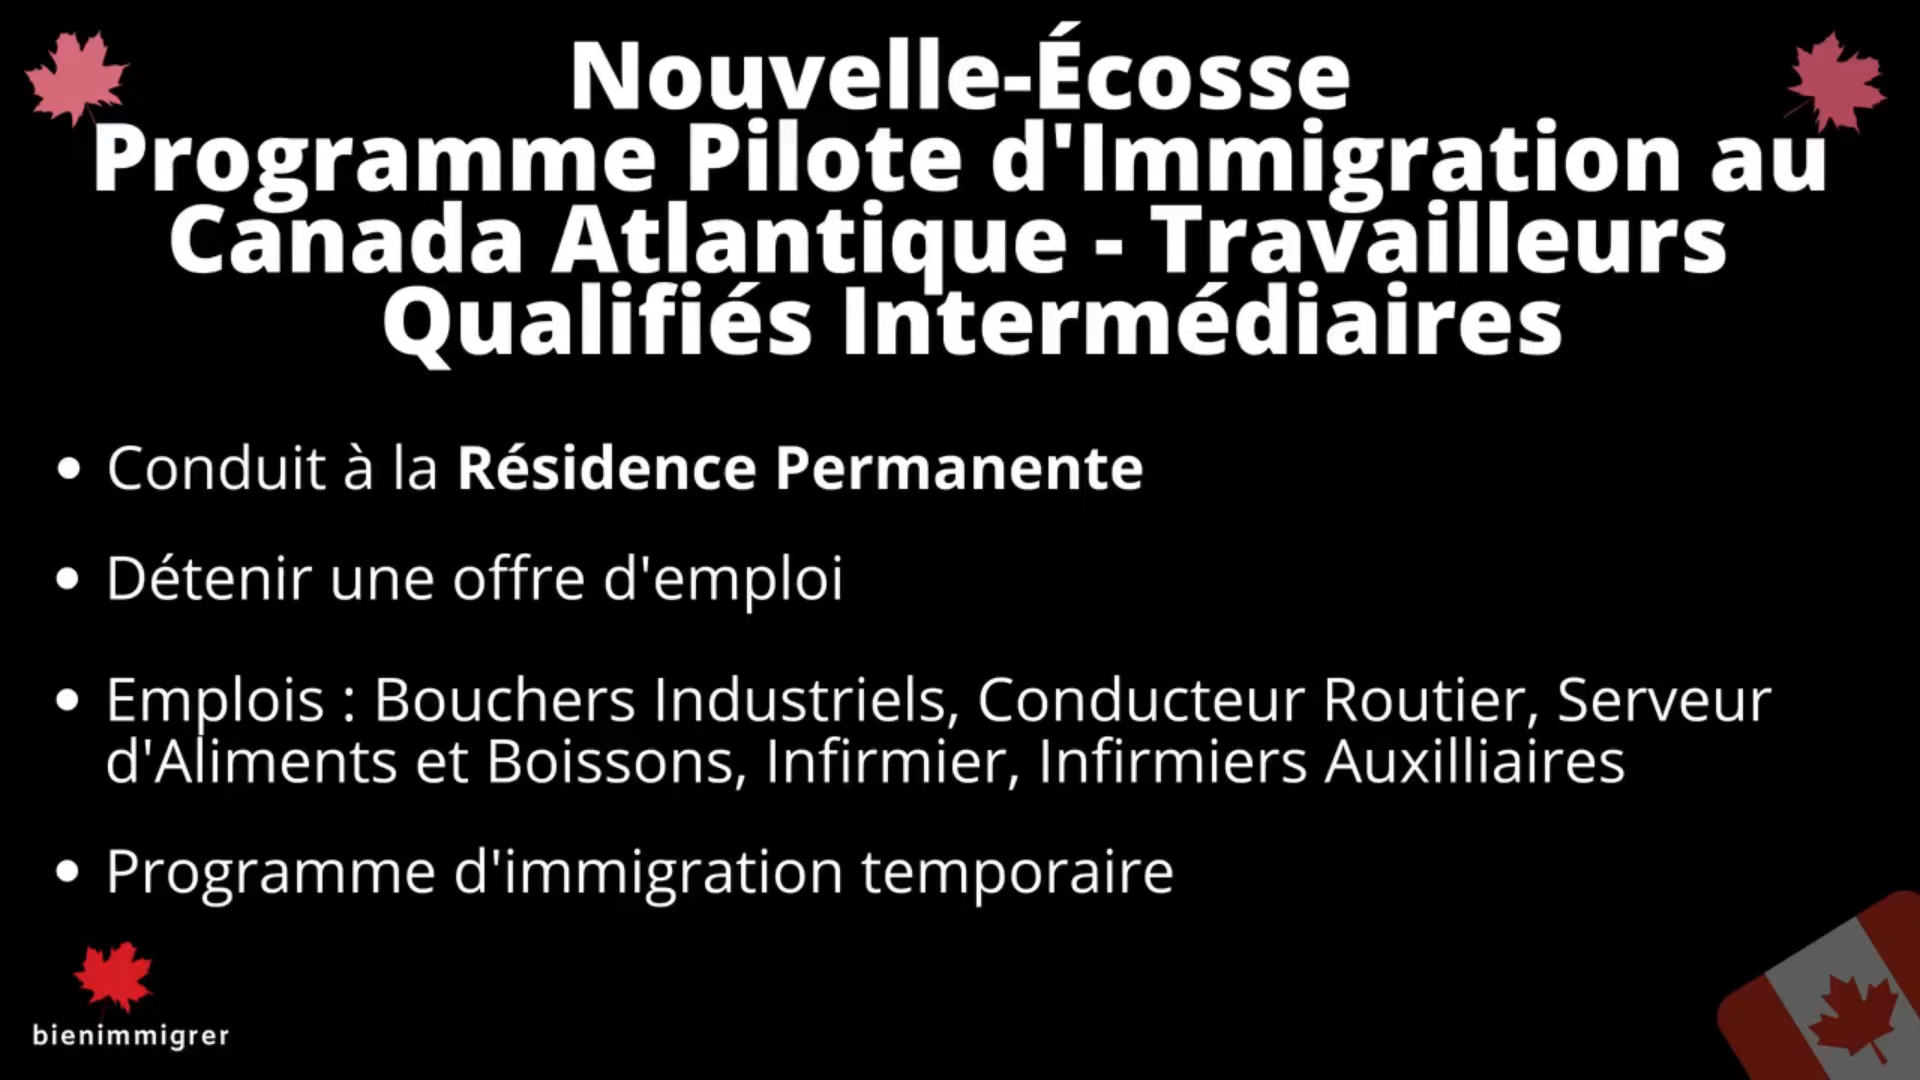 Nouvelle-Écosse
Programme Pilote d'Immigration au
Canada Atlantique - Travailleurs
Qualifiés Intermédiaires
• Conduit à la Résidence Permanente
• Détenir une offre d'emploi
• Emplois : Bouchers Industriels, Conducteur Routier, Serveur
d'Aliments et Boissons, Infirmier, Infirmiers Auxilliaires
• Programme d'immigration temporaire
bienimmigrer